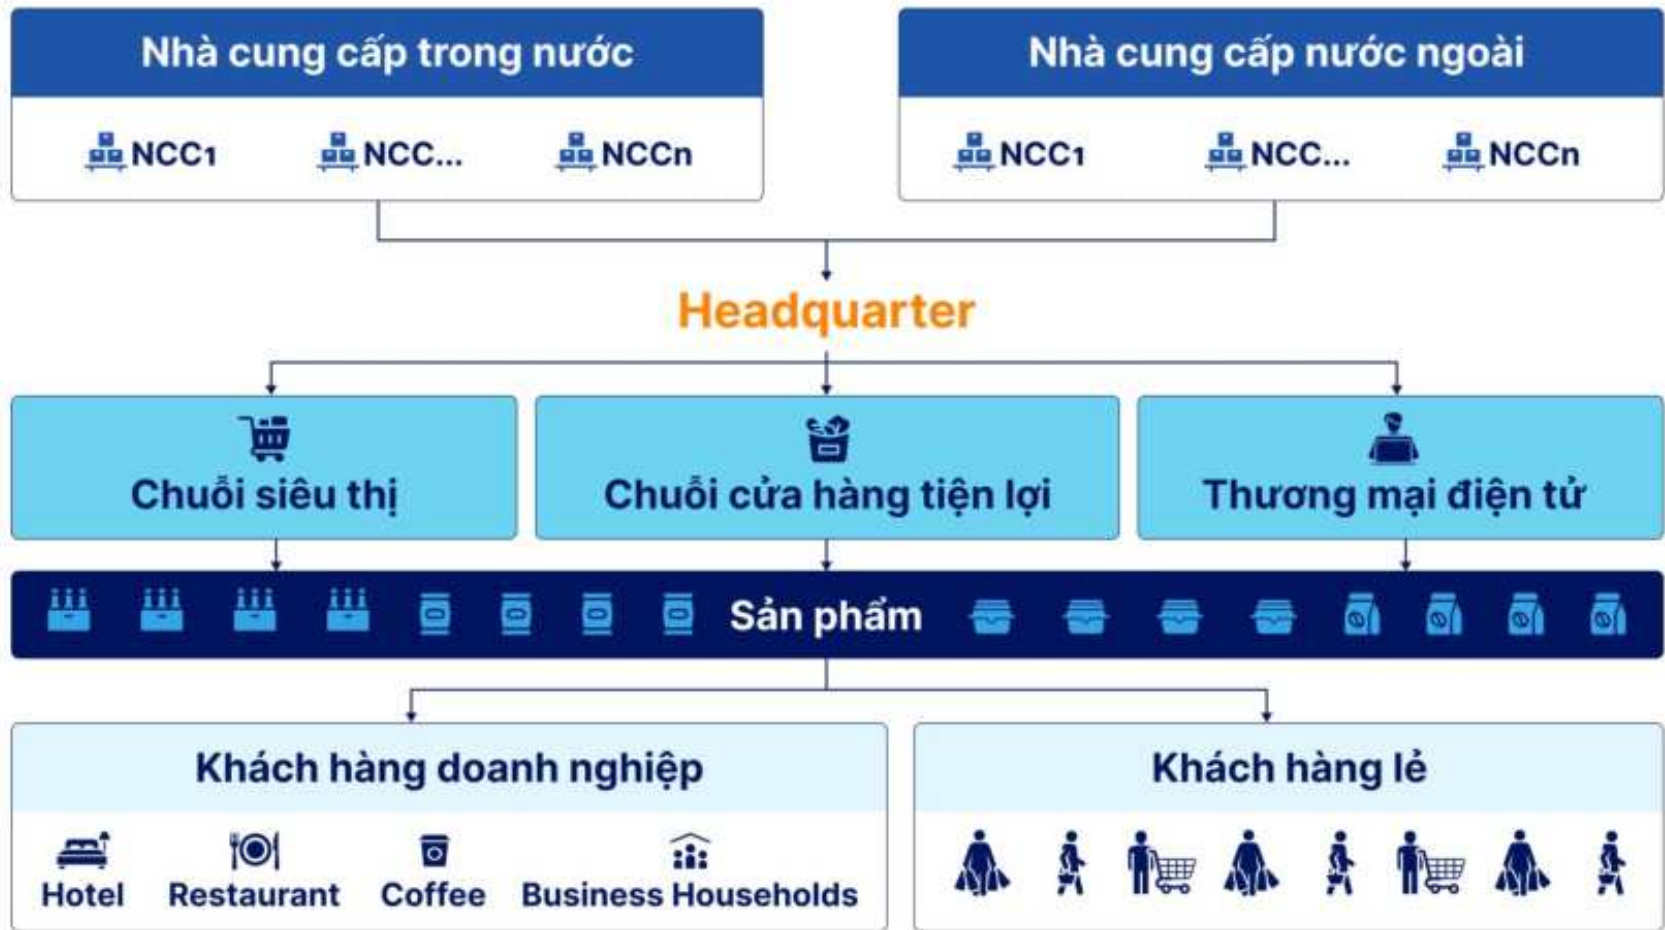 Nhà cung cấp trong nước
Nhà cung cấp nước ngoài
NCC1 NCC... NCCn
NCC1 NCC... NCCn
Headquarter
Chuỗi siêu thị
Chuỗi cửa hàng tiện lợi
Thương mại điện tử
Sản phẩm
Khách hàng doanh nghiệp
Khách hàng lẻ
Hotel Restaurant Coffee Business Households